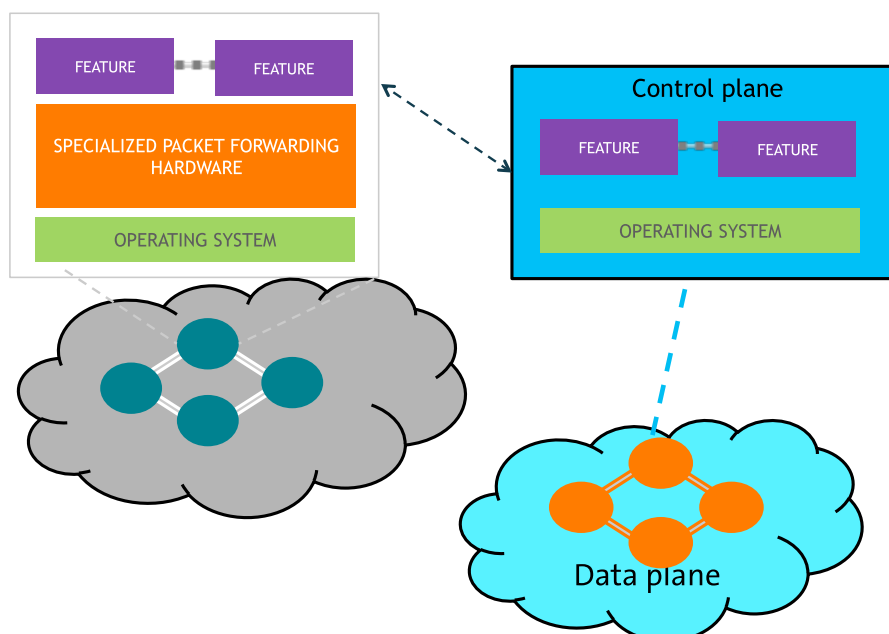 FEATURE
FEATURE
SPECIALIZED PACKET FORWARDING
HARDWARE
OPERATING SYSTEM
Control plane
FEATURE
FEATURE
OPERATING SYSTEM
Data plane